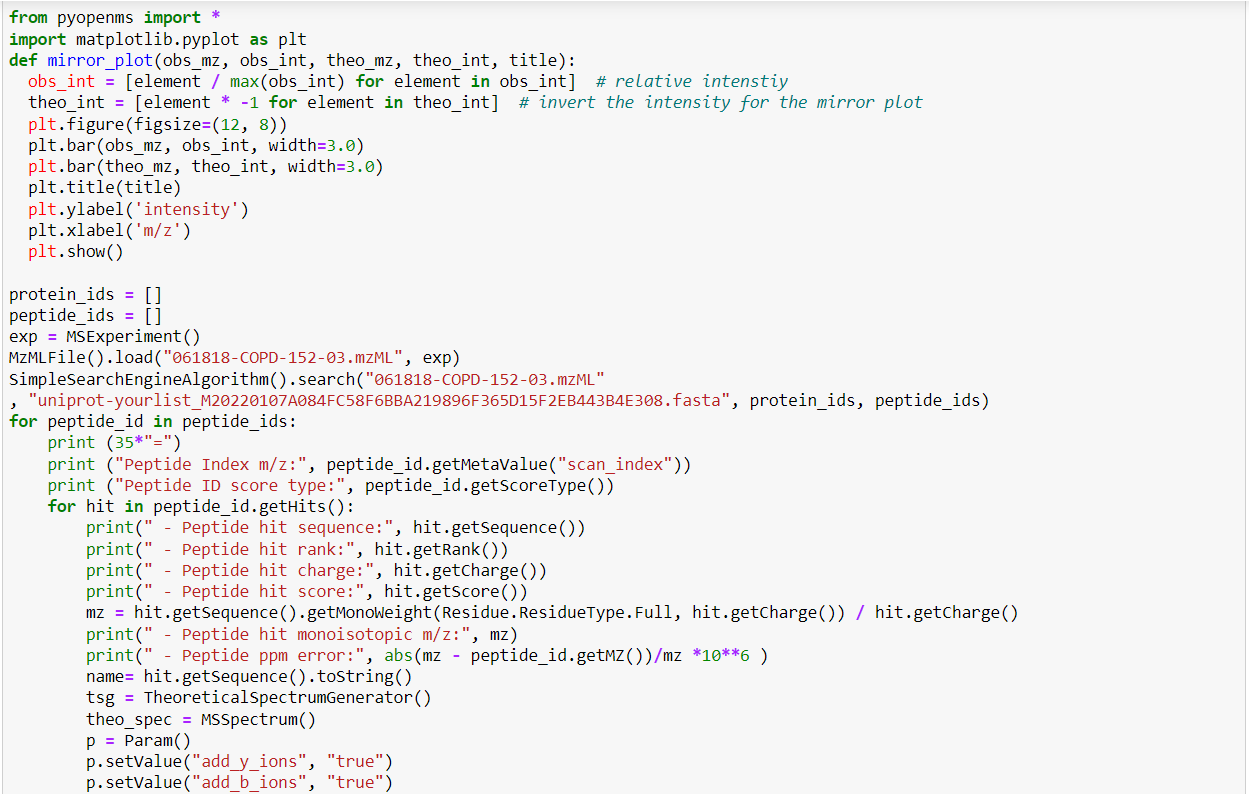 from pyopenms import *
import matplotlib.pyplot as plt
def mirror_plot(obs_mz, obs_int, theo_mz, theo_int, title):
  obs_int = [element / max(obs_int) for element in obs_int]  # relative intenstiy
  theo_int = [element * -1 for element in theo_int]  # invert the intensity for the mirror plot
  plt.figure(figsize=(12, 8))
  plt.bar(obs_mz, obs_int, width=3.0)
  plt.bar(theo_mz, theo_int, width=3.0)
  plt.title(title)
  plt.ylabel('intensity')
  plt.xlabel('m/z')
  plt.show()

protein_ids = []
peptide_ids = []
exp = MSExperiment()
MzMLFile().load("061818-COPD-152-03.mzML", exp)
SimpleSearchEngineAlgorithm().search("061818-COPD-152-03.mzML"
, "uniprot-yourlist_M20220107A084FC58F6BBA219896F365D15F2EB443B4E308.fasta", protein_ids, peptide_ids)
for peptide_id in peptide_ids:
    print (35*"=")
    print ("Peptide Index m/z:", peptide_id.getMetaValue("scan_index"))
    print ("Peptide ID score type:", peptide_id.getScoreType())
    for hit in peptide_id.getHits():
        print(" - Peptide hit sequence:", hit.getSequence())
        print(" - Peptide hit rank:", hit.getRank())
        print(" - Peptide hit charge:", hit.getCharge())
        print(" - Peptide hit score:", hit.getScore())
        mz = hit.getSequence().getMonoWeight(Residue.ResidueType.Full, hit.getCharge()) / hit.getCharge()
        print(" - Peptide hit monoisotopic m/z:", mz)
        print(" - Peptide ppm error:", abs(mz - peptide_id.getMZ())/mz *10**6 )
        name= hit.getSequence().toString()
        tsg = TheoreticalSpectrumGenerator()
        theo_spec = MSSpectrum()
        p = Param()
        p.setValue("add_y_ions", "true")
        p.setValue("add_b_ions", "true")